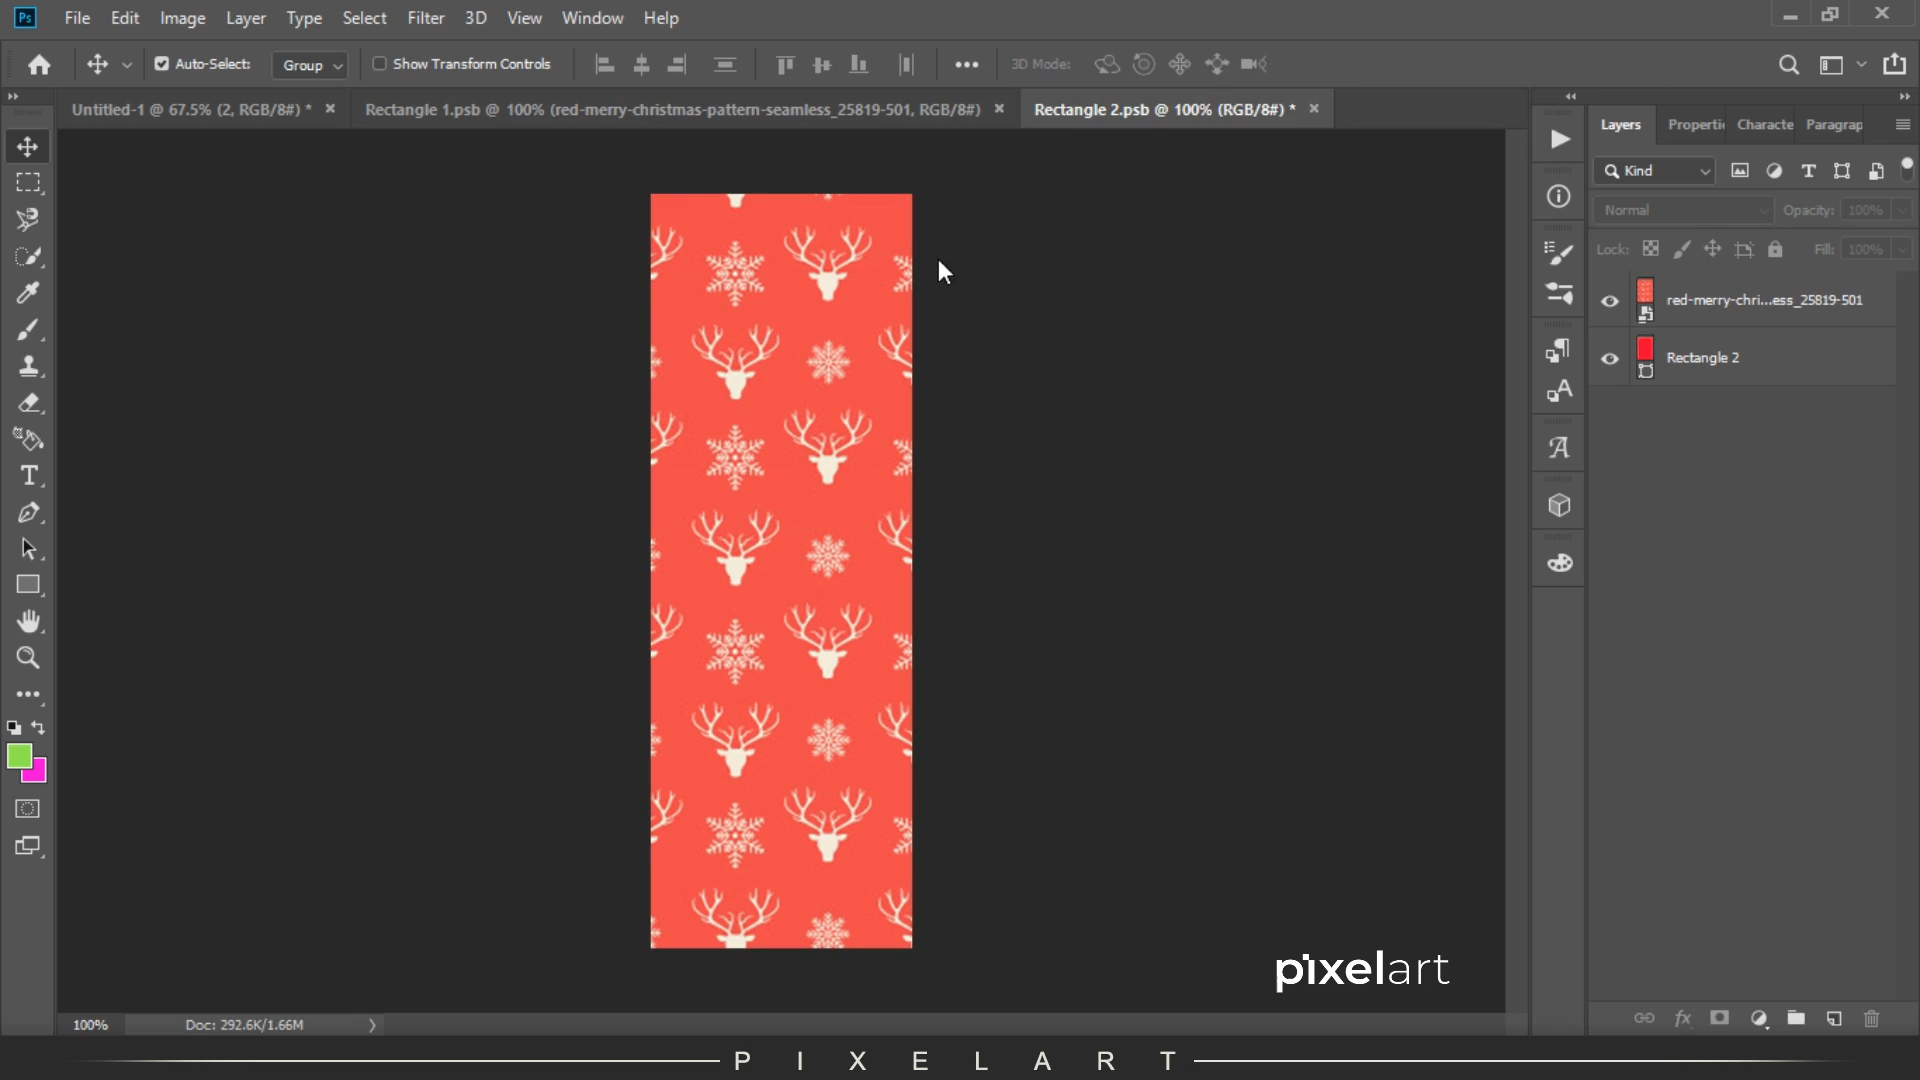 Ps File Edit Image Layer Type Select Filter 3D View Window Help
Auto-Select: Group Show Transform Controls 3D Mode:
Untitled-1 @ 67.5% (2, RGB/8#) * × Rectangle 1.psb @ 100% (red-merry-christmas-pattern-seamless_25819-501, RGB/8#) × Rectangle 2.psb @ 100% (RGB/8#) * ×
Layers Properti Characte Paragrap
Kind
Normal Opacity: 100%
Lock: Fill: 100%
red-merry-chri...ess_25819-501
Rectangle 2
pixelart
100% Doc: 292.6K/1.66M
PIXELART